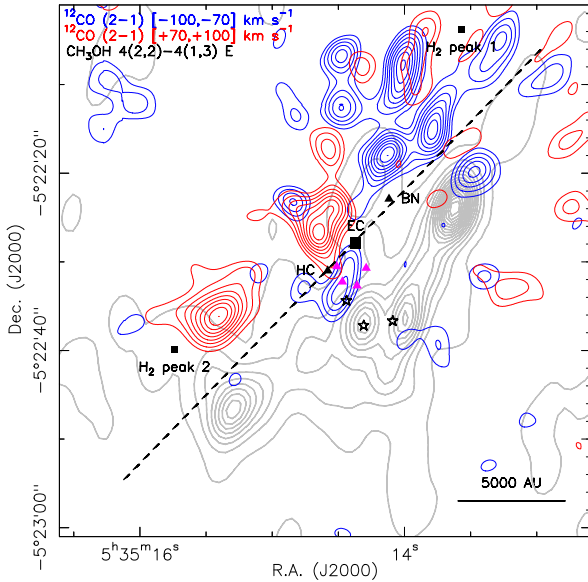 ¹²CO (2−1) [−100,−70] km s⁻¹
¹²CO (2−1) [+70,+100] km s⁻¹
CH₃OH 4(2,2)−4(1,3) E
H₂ peak 1
BN
EC
HC
H₂ peak 2
5000 AU
−5°22'20''
−5°22'40''
−5°23'00''
Dec. (J2000)
5ʰ35ᵐ16ˢ
14ˢ
R.A. (J2000)